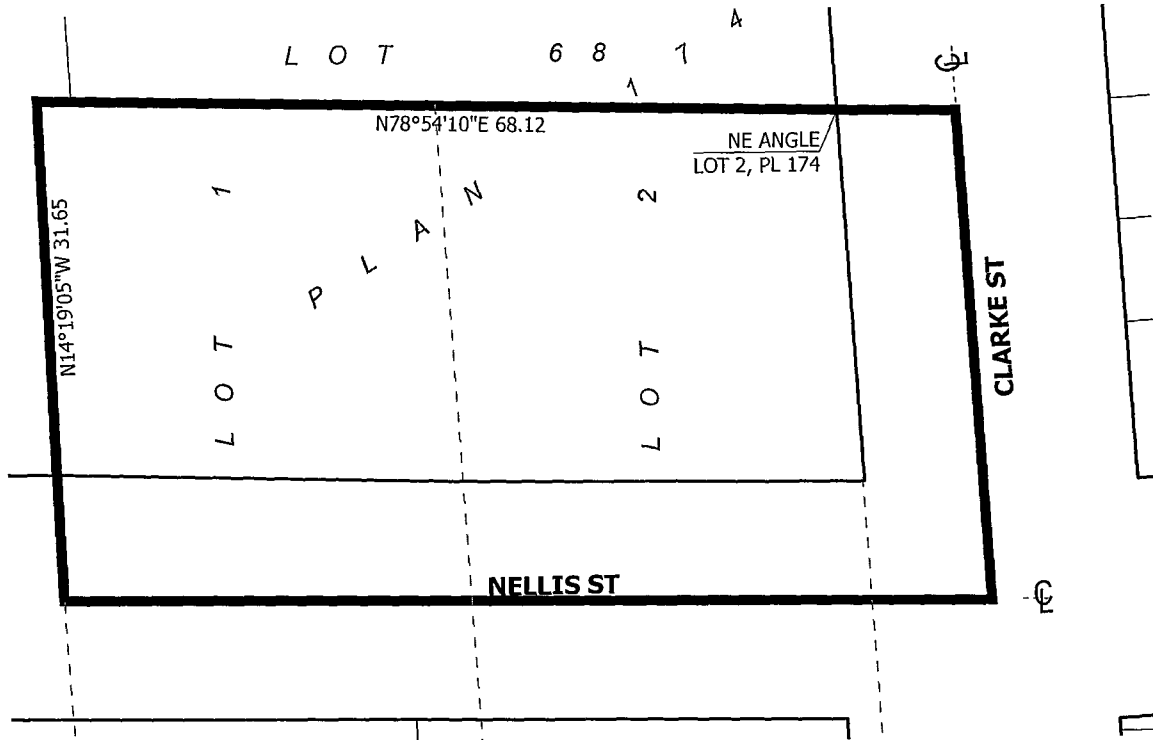 LOT 68
PLAN 174
℄
N78°54'10"E 68.12
NE ANGLE
LOT 2, PL 174
N14°19'05"W 31.65
LOT 1
LOT 2
CLARKE ST
NELLIS ST
℄